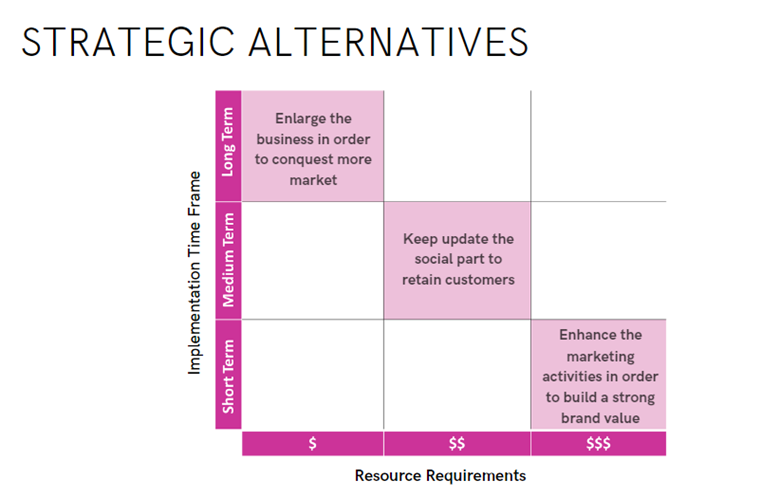 STRATEGIC ALTERNATIVES
Implementation Time Frame
Long Term
Enlarge the
business in order
to conquest more
market
Medium Term
Keep update the
social part to
retain customers
Short Term
Enhance the
marketing
activities in order
to build a strong
brand value
$
$$
$$$
Resource Requirements